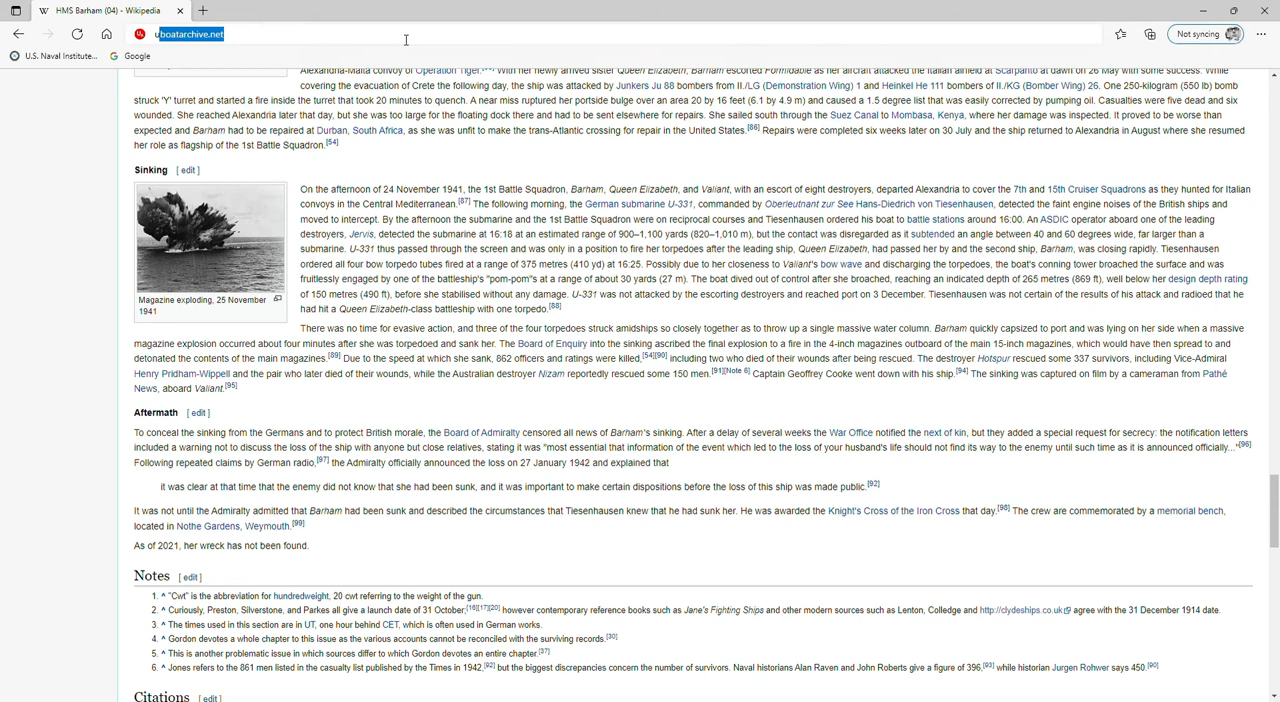 HMS Barham (04) - Wikipedia
uboatarchive.net
Not syncing
U.S. Naval Institute...
Google
Alexandria-Malta convoy of Operation Tiger. With her newly arrived sister Queen Elizabeth, Barham escorted Formidable as her aircraft attacked the Italian airfield at Scarpanto at dawn on 26 May with some success. While
covering the evacuation of Crete the following day, the ship was attacked by Junkers Ju 88 bombers from II./LG (Demonstration Wing) 1 and Heinkel He 111 bombers of II./KG (Bomber Wing) 26. One 250-kilogram (550 lb) bomb
struck 'Y' turret and started a fire inside the turret that took 20 minutes to quench. A near miss ruptured her portside bulge over an area 20 by 16 feet (6.1 by 4.9 m) and caused a 1.5 degree list that was easily corrected by pumping oil. Casualties were five dead and six
wounded. She reached Alexandria later that day, but she was too large for the floating dock there and had to be sent elsewhere for repairs. She sailed south through the Suez Canal to Mombasa, Kenya, where her damage was inspected. It proved to be worse than
expected and Barham had to be repaired at Durban, South Africa, as she was unfit to make the trans-Atlantic crossing for repair in the United States.[86] Repairs were completed six weeks later on 30 July and the ship returned to Alexandria in August where she resumed
her role as flagship of the 1st Battle Squadron.[54]
Sinking [edit]
On the afternoon of 24 November 1941, the 1st Battle Squadron, Barham, Queen Elizabeth, and Valiant, with an escort of eight destroyers, departed Alexandria to cover the 7th and 15th Cruiser Squadrons as they hunted for Italian
convoys in the Central Mediterranean.[87] The following morning, the German submarine U-331, commanded by Oberleutnant zur See Hans-Diedrich von Tiesenhausen, detected the faint engine noises of the British ships and
moved to intercept. By the afternoon the submarine and the 1st Battle Squadron were on reciprocal courses and Tiesenhausen ordered his boat to battle stations around 16:00. An ASDIC operator aboard one of the leading
destroyers, Jervis, detected the submarine at 16:18 at an estimated range of 900–1,100 yards (820–1,010 m), but the contact was disregarded as it subtended an angle between 40 and 60 degrees wide, far larger than a
submarine. U-331 thus passed through the screen and was only in a position to fire her torpedoes after the leading ship, Queen Elizabeth, had passed her by and the second ship, Barham, was closing rapidly. Tiesenhausen
ordered all four bow torpedo tubes fired at a range of 375 metres (410 yd) at 16:25. Possibly due to her closeness to Valiant's bow wave and discharging the torpedoes, the boat's conning tower broached the surface and was
fruitlessly engaged by one of the battleship's "pom-pom"s at a range of about 30 yards (27 m). The boat dived out of control after she broached, reaching an indicated depth of 265 metres (869 ft), well below her design depth rating
of 150 metres (490 ft), before she stabilised without any damage. U-331 was not attacked by the escorting destroyers and reached port on 3 December. Tiesenhausen was not certain of the results of his attack and radioed that he
had hit a Queen Elizabeth-class battleship with one torpedo.[88]
Magazine exploding, 25 November
1941
There was no time for evasive action, and three of the four torpedoes struck amidships so closely together as to throw up a single massive water column. Barham quickly capsized to port and was lying on her side when a massive
magazine explosion occurred about four minutes after she was torpedoed and sank her. The Board of Enquiry into the sinking ascribed the final explosion to a fire in the 4-inch magazines outboard of the main 15-inch magazines, which would have then spread to and
detonated the contents of the main magazines.[89] Due to the speed at which she sank, 862 officers and ratings were killed,[54][90] including two who died of their wounds after being rescued. The destroyer Hotspur rescued some 337 survivors, including Vice-Admiral
Henry Pridham-Wippell and the pair who later died of their wounds, while the Australian destroyer Nizam reportedly rescued some 150 men.[91][Note 6] Captain Geoffrey Cooke went down with his ship.[94] The sinking was captured on film by a cameraman from Pathé
News, aboard Valiant.[95]
Aftermath [edit]
To conceal the sinking from the Germans and to protect British morale, the Board of Admiralty censored all news of Barham's sinking. After a delay of several weeks the War Office notified the next of kin, but they added a special request for secrecy: the notification letters
included a warning not to discuss the loss of the ship with anyone but close relatives, stating it was "most essential that information of the event which led to the loss of your husband's life should not find its way to the enemy until such time as it is announced officially..."[96]
Following repeated claims by German radio,[97] the Admiralty officially announced the loss on 27 January 1942 and explained that
it was clear at that time that the enemy did not know that she had been sunk, and it was important to make certain dispositions before the loss of this ship was made public.[92]
It was not until the Admiralty admitted that Barham had been sunk and described the circumstances that Tiesenhausen knew that he had sunk her. He was awarded the Knight's Cross of the Iron Cross that day.[98] The crew are commemorated by a memorial bench,
located in Nothe Gardens, Weymouth.[99]
As of 2021, her wreck has not been found.
Notes [edit]
1. ^ "Cwt" is the abbreviation for hundredweight, 20 cwt referring to the weight of the gun.
2. ^ Curiously, Preston, Silverstone, and Parkes all give a launch date of 31 October,[16][17][20] however contemporary reference books such as Jane's Fighting Ships and other modern sources such as Lenton, Colledge and http://clydeships.co.uk agree with the 31 December 1914 date.
3. ^ The times used in this section are in UT, one hour behind CET, which is often used in German works.
4. ^ Gordon devotes a whole chapter to this issue as the various accounts cannot be reconciled with the surviving records.[30]
5. ^ This is another problematic issue in which sources differ to which Gordon devotes an entire chapter.[37]
6. ^ Jones refers to the 861 men listed in the casualty list published by the Times in 1942,[92] but the biggest discrepancies concern the number of survivors. Naval historians Alan Raven and John Roberts give a figure of 396,[93] while historian Jurgen Rohwer says 450.[90]
Citations [edit]